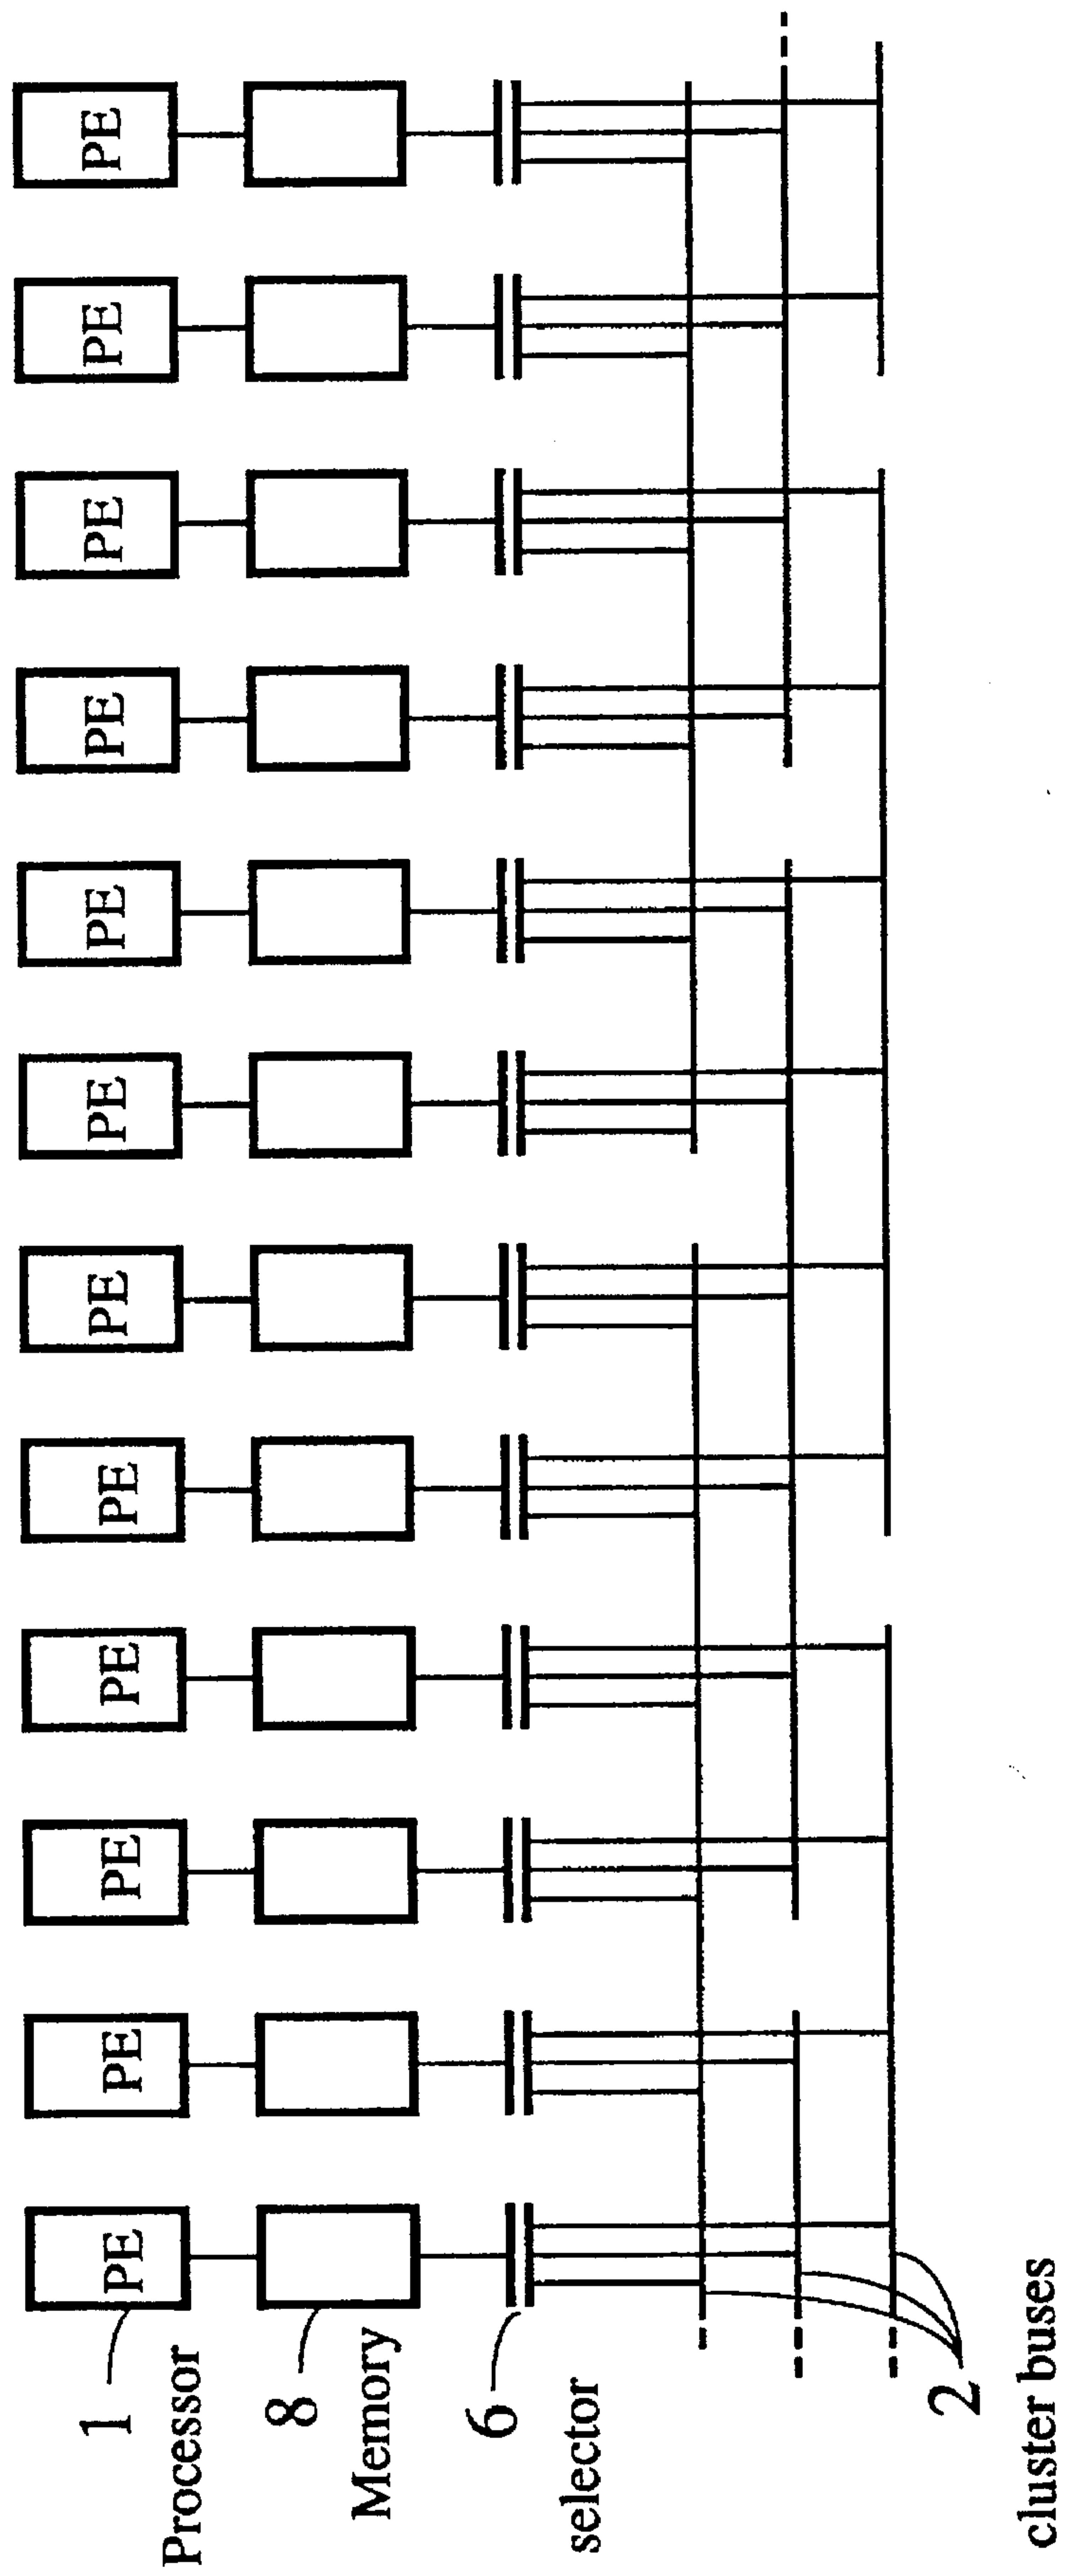 PE PE PE PE PE PE PE PE PE PE PE PE
1
Processor
8
Memory
6
selector
2
cluster buses